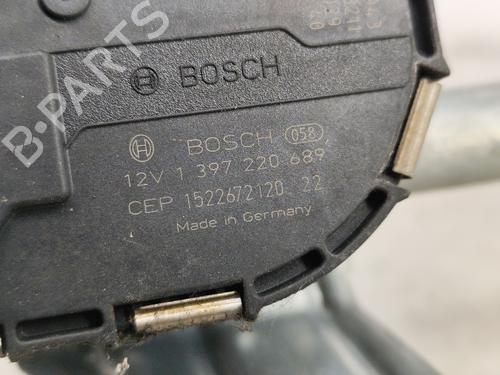 B-PARTS
BOSCH
BOSCH 058
12V 1 397 220 689
CEP 1522672120 22
Made in Germany